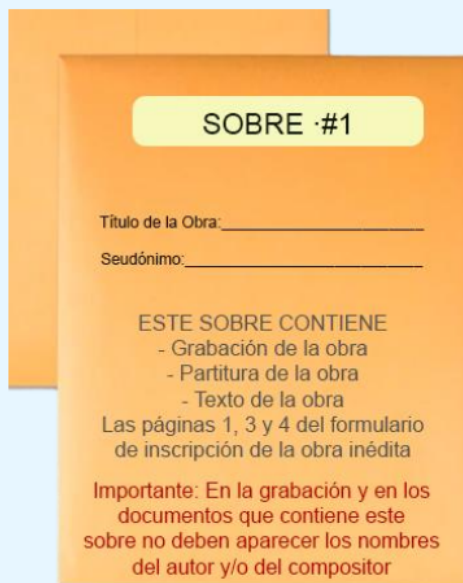 SOBRE ·#1
Título de la Obra:________________________
Seudónimo:____________________________
ESTE SOBRE CONTIENE
- Grabación de la obra
- Partitura de la obra
- Texto de la obra
Las páginas 1, 3 y 4 del formulario
de inscripción de la obra inédita
Importante: En la grabación y en los
documentos que contiene este
sobre no deben aparecer los nombres
del autor y/o del compositor